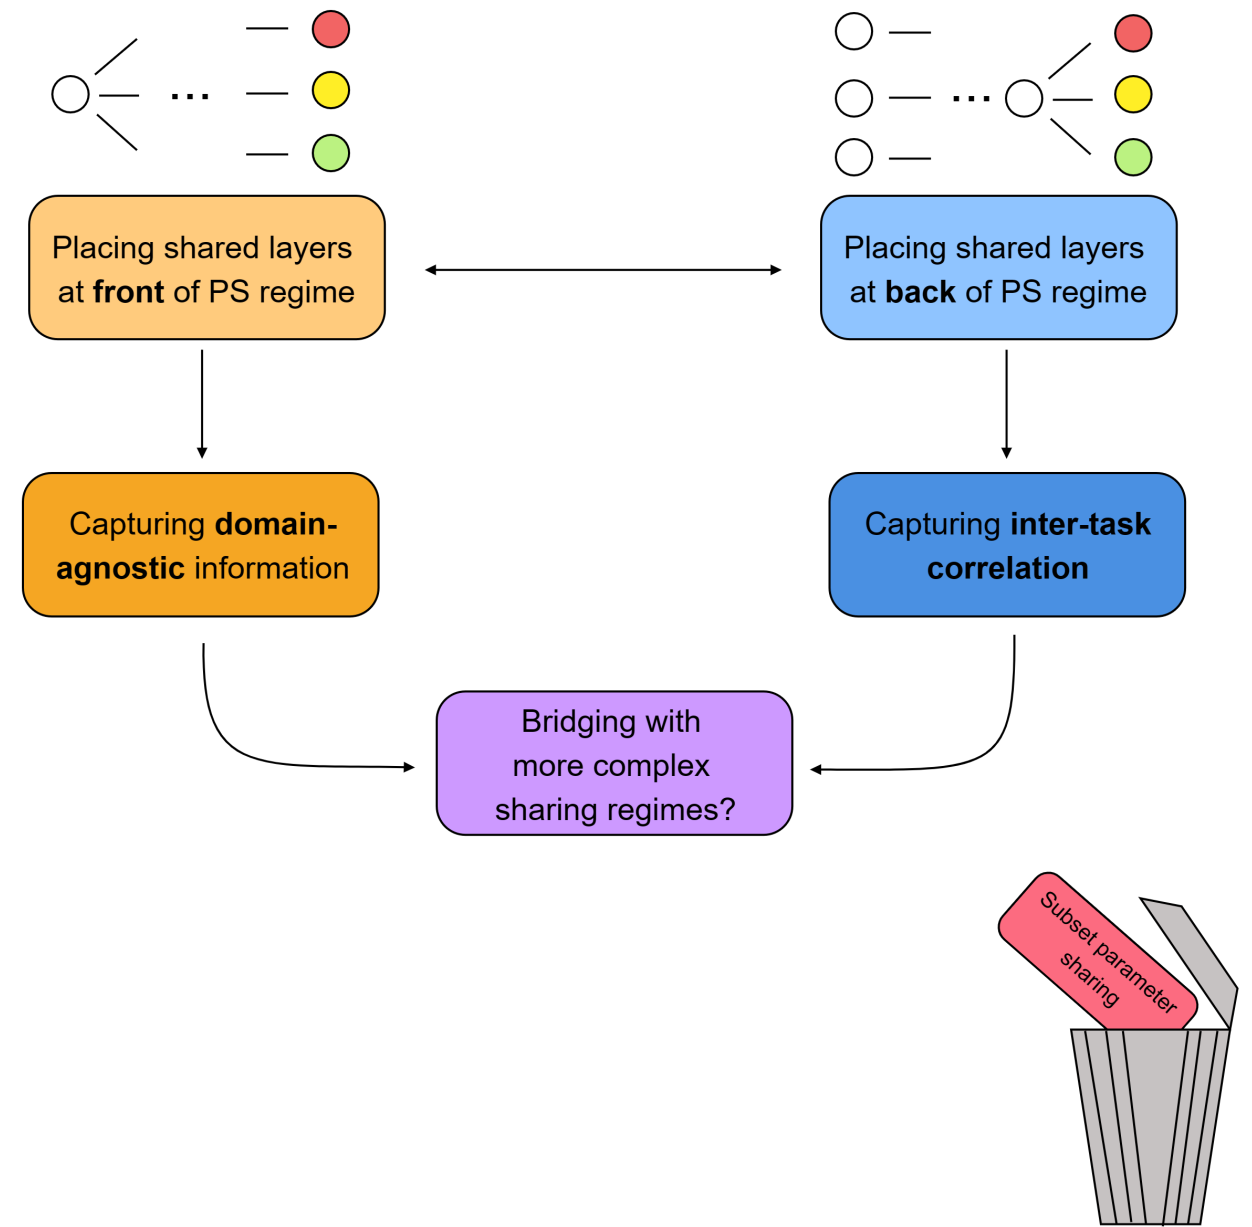 Placing shared layers
at front of PS regime
Placing shared layers
at back of PS regime
Capturing domain-
agnostic information
Capturing inter-task
correlation
Bridging with
more complex
sharing regimes?
Subset parameter
sharing